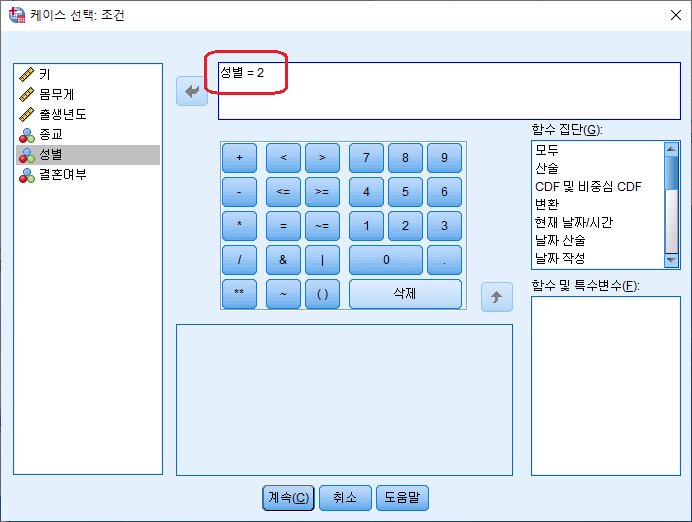 케이스 선택: 조건
키
몸무게
출생년도
종교
성별
결혼여부
성별 = 2
+ < > 7 8 9
- <= >= 4 5 6
* = ~= 1 2 3
/ & | 0 .
** ~ ( ) 삭제
함수 집단(G):
모두
산술
CDF 및 비중심 CDF
변환
현재 날짜/시간
날짜 산술
날짜 작성
함수 및 특수변수(F):
계속(C) 취소 도움말